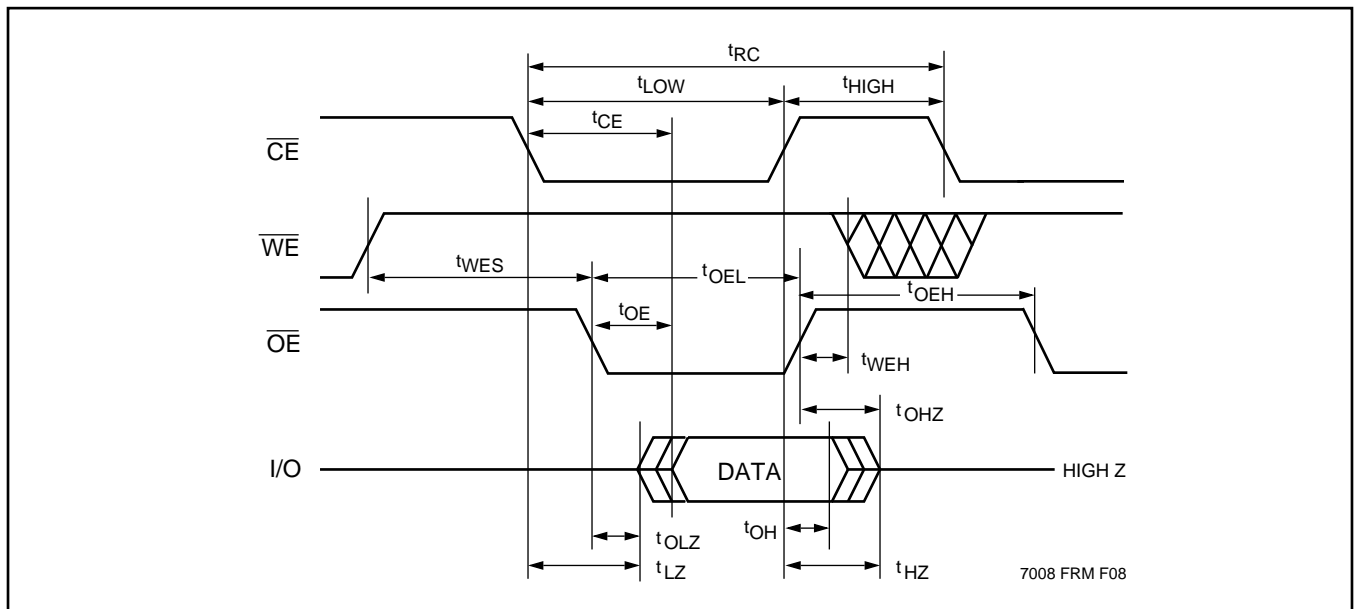 tRC
tLOW
tHIGH
tCE
CE
WE
tWES
tOEL
tOEH
tOE
OE
tWEH
tOHZ
I/O
DATA
HIGH Z
tOLZ
tOH
tLZ
tHZ
7008 FRM F08